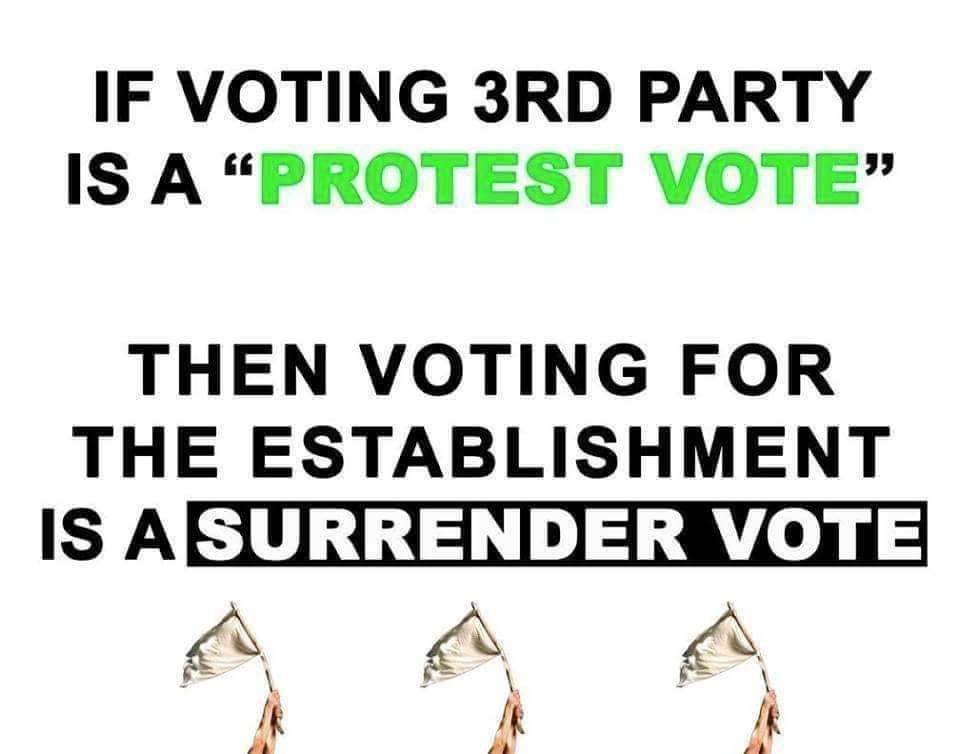 IF VOTING 3RD PARTY
IS A “PROTEST VOTE”
THEN VOTING FOR
THE ESTABLISHMENT
IS A SURRENDER VOTE